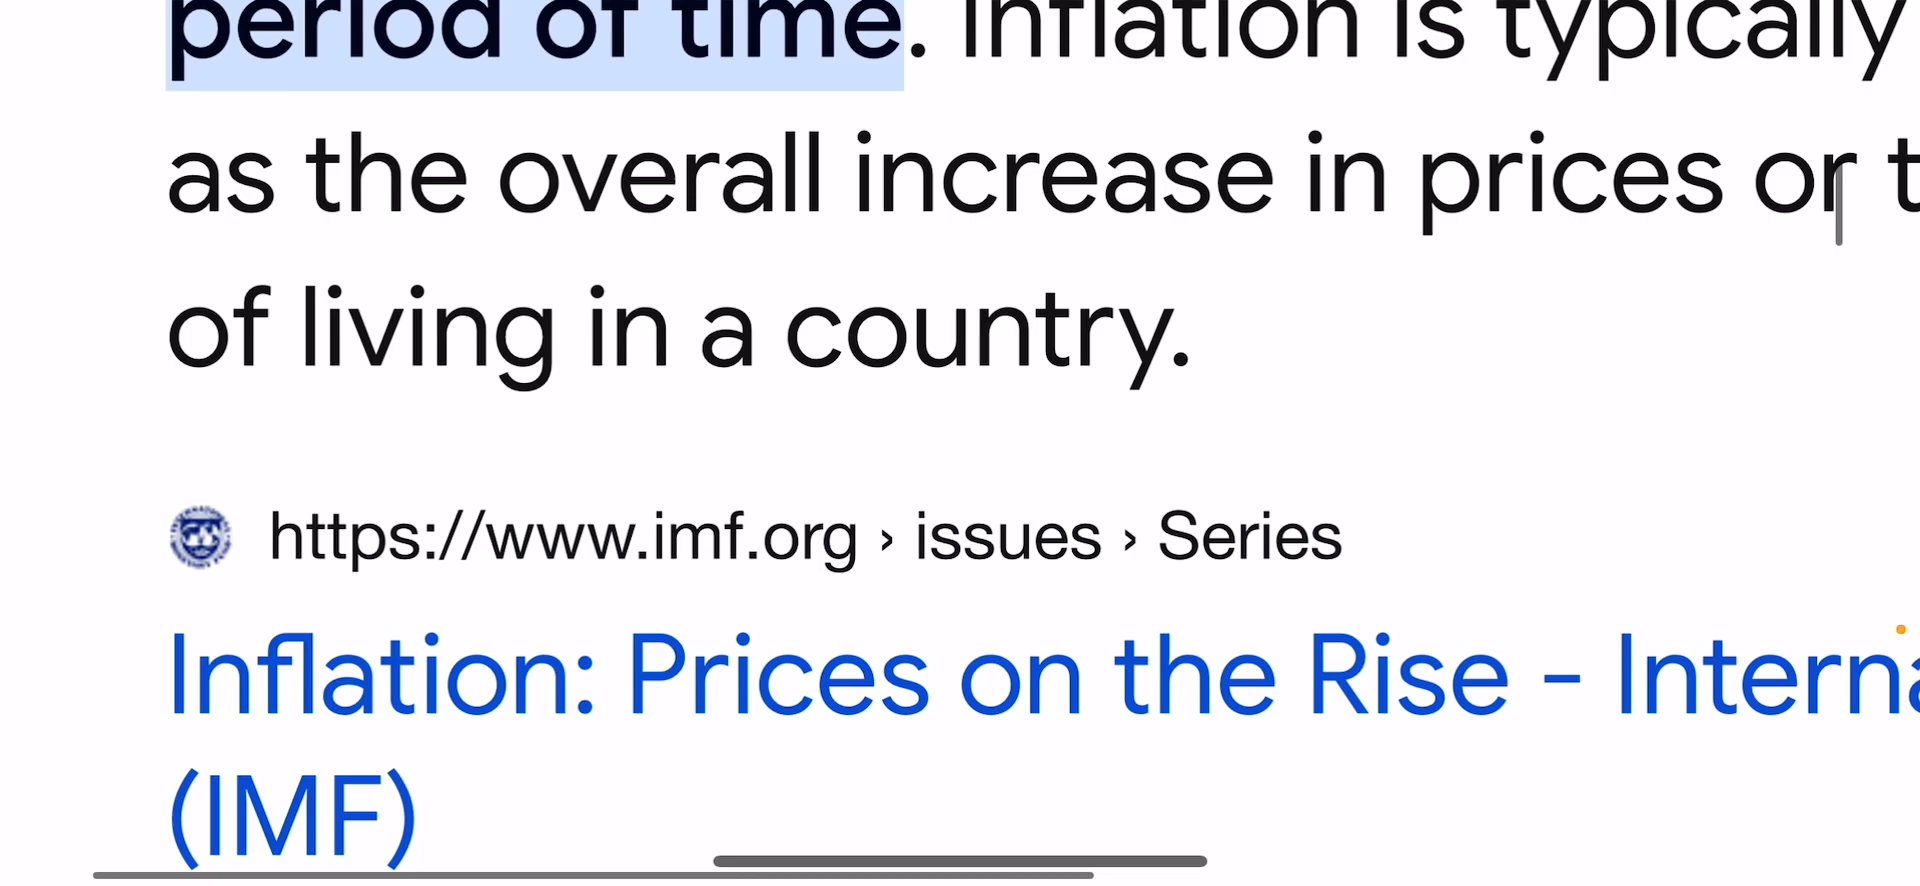 period of time. Inflation is typically
as the overall increase in prices or
of living in a country.
https://www.imf.org › issues › Series
Inflation: Prices on the Rise -
(IMF)